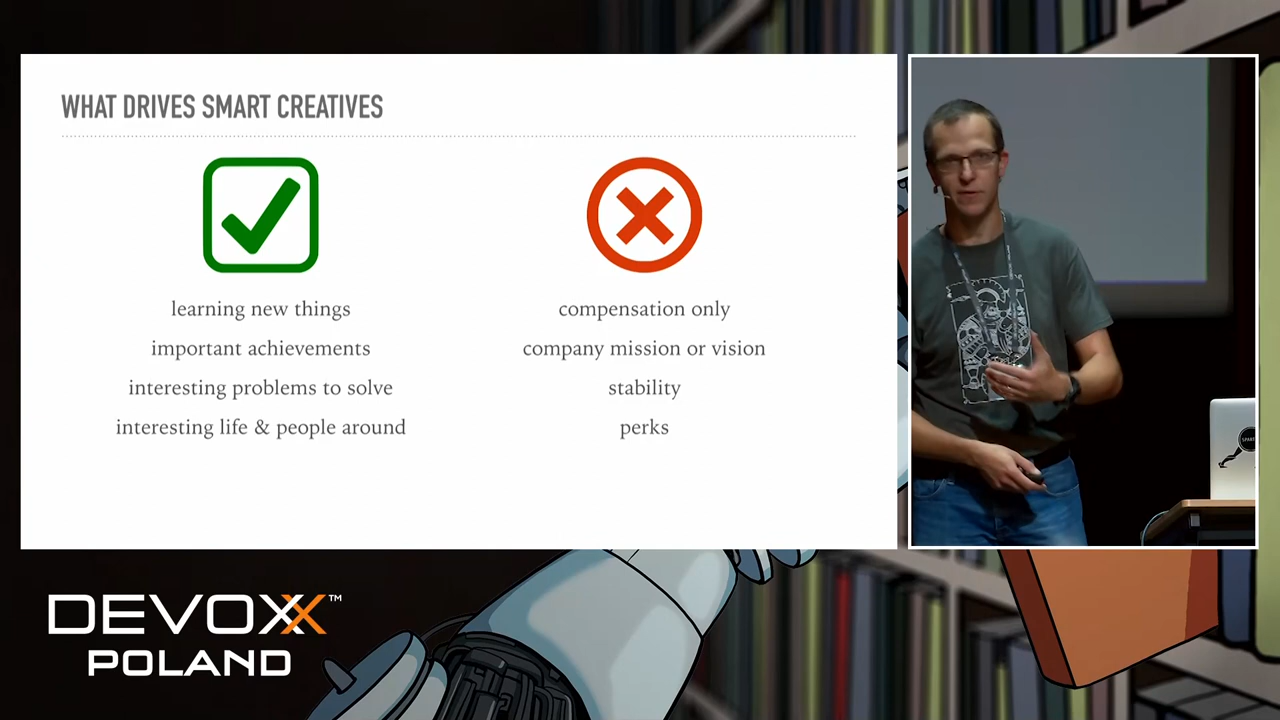 WHAT DRIVES SMART CREATIVES
learning new things
important achievements
interesting problems to solve
interesting life & people around
compensation only
company mission or vision
stability
perks
DEVOXX™
POLAND